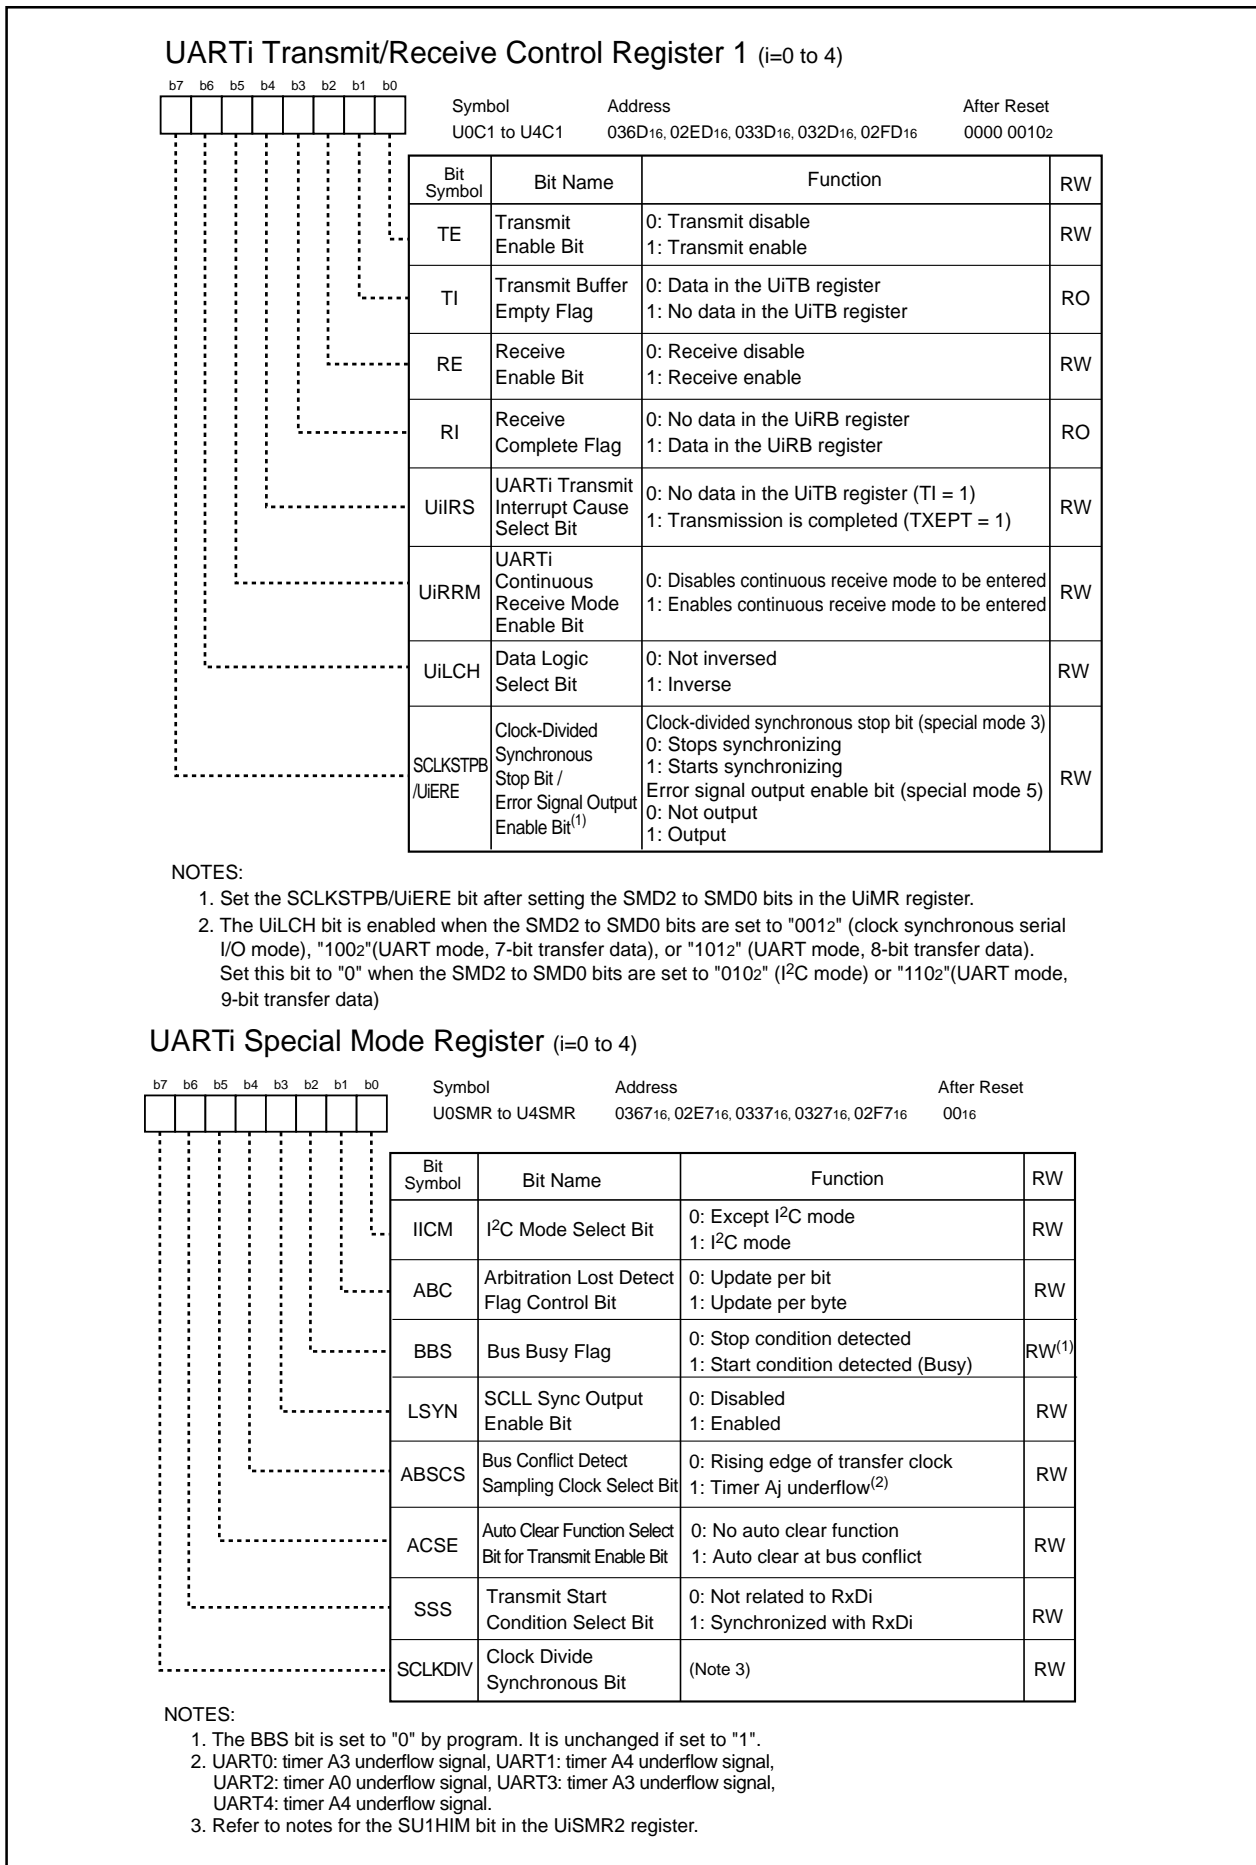 UARTi Transmit/Receive Control Register 1 (i=0 to 4)
b7 b6 b5 b4 b3 b2 b1 b0
Symbol Address After Reset
U0C1 to U4C1 036D16, 02ED16, 033D16, 032D16, 02FD16 0000 00102
Bit Symbol Bit Name Function RW
TE Transmit Enable Bit 0: Transmit disable 1: Transmit enable RW
TI Transmit Buffer Empty Flag 0: Data in the UiTB register 1: No data in the UiTB register RO
RE Receive Enable Bit 0: Receive disable 1: Receive enable RW
RI Receive Complete Flag 0: No data in the UiRB register 1: Data in the UiRB register RO
UiIRS UARTi Transmit Interrupt Cause Select Bit 0: No data in the UiTB register (TI = 1) 1: Transmission is completed (TXEPT = 1) RW
UiRRM UARTi Continuous Receive Mode Enable Bit 0: Disables continuous receive mode to be entered 1: Enables continuous receive mode to be entered RW
UiLCH Data Logic Select Bit 0: Not inversed 1: Inverse RW
SCLKSTPB /UiERE Clock-Divided Synchronous Stop Bit / Error Signal Output Enable Bit(1) Clock-divided synchronous stop bit (special mode 3) 0: Stops synchronizing 1: Starts synchronizing Error signal output enable bit (special mode 5) 0: Not output 1: Output RW
NOTES:
1. Set the SCLKSTPB/UiERE bit after setting the SMD2 to SMD0 bits in the UiMR register.
2. The UiLCH bit is enabled when the SMD2 to SMD0 bits are set to "0012" (clock synchronous serial
I/O mode), "1002"(UART mode, 7-bit transfer data), or "1012" (UART mode, 8-bit transfer data).
Set this bit to "0" when the SMD2 to SMD0 bits are set to "0102" (I2C mode) or "1102"(UART mode,
9-bit transfer data)
UARTi Special Mode Register (i=0 to 4)
b7 b6 b5 b4 b3 b2 b1 b0
Symbol Address After Reset
U0SMR to U4SMR 036716, 02E716, 033716, 032716, 02F716 0016
Bit Symbol Bit Name Function RW
IICM I2C Mode Select Bit 0: Except I2C mode 1: I2C mode RW
ABC Arbitration Lost Detect Flag Control Bit 0: Update per bit 1: Update per byte RW
BBS Bus Busy Flag 0: Stop condition detected 1: Start condition detected (Busy) RW(1)
LSYN SCLL Sync Output Enable Bit 0: Disabled 1: Enabled RW
ABSCS Bus Conflict Detect Sampling Clock Select Bit 0: Rising edge of transfer clock 1: Timer Aj underflow(2) RW
ACSE Auto Clear Function Select Bit for Transmit Enable Bit 0: No auto clear function 1: Auto clear at bus conflict RW
SSS Transmit Start Condition Select Bit 0: Not related to RxDi 1: Synchronized with RxDi RW
SCLKDIV Clock Divide Synchronous Bit (Note 3) RW
NOTES:
1. The BBS bit is set to "0" by program. It is unchanged if set to "1".
2. UART0: timer A3 underflow signal, UART1: timer A4 underflow signal,
UART2: timer A0 underflow signal, UART3: timer A3 underflow signal,
UART4: timer A4 underflow signal.
3. Refer to notes for the SU1HIM bit in the UiSMR2 register.